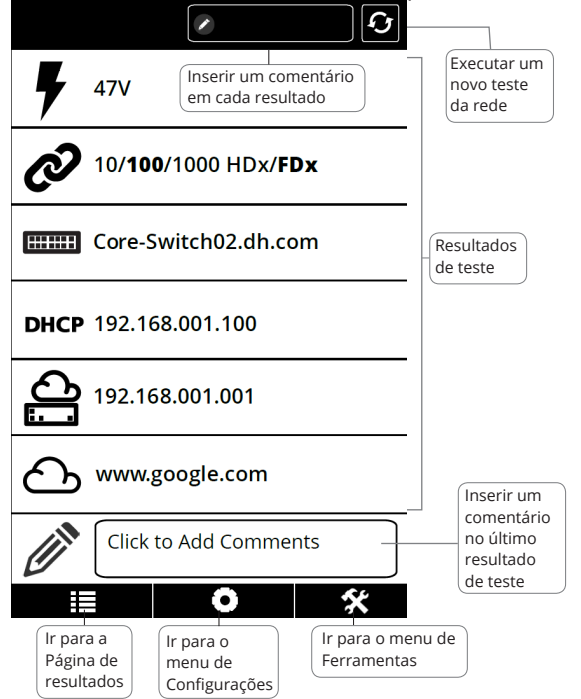 Inserir um comentário
em cada resultado
Executar um
novo teste
da rede
47V
10/100/1000 HDx/FDx
Core-Switch02.dh.com
Resultados
de teste
DHCP 192.168.001.100
192.168.001.001
www.google.com
Click to Add Comments
Inserir um
comentário
no último
resultado
de teste
Ir para a
Página de
resultados
Ir para o
menu de
Configurações
Ir para o menu de
Ferramentas